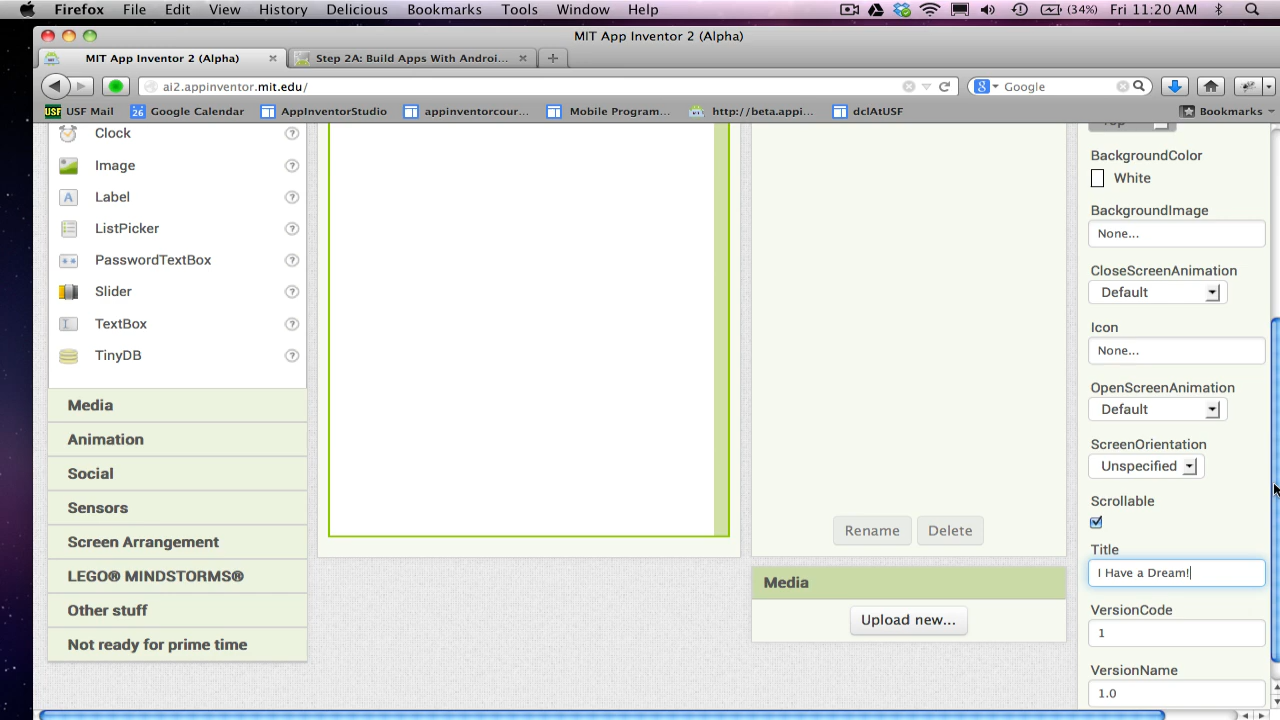 Firefox File Edit View History Delicious Bookmarks Tools Window Help (34%) Fri 11:20 AM
MIT App Inventor 2 (Alpha)
MIT App Inventor 2 (Alpha) Step 2A: Build Apps With Androi...
ai2.appinventor.mit.edu/ Google
USF Mail Google Calendar AppInventorStudio appinventorcour... Mobile Program... http://beta.appi... dclAtUSF Bookmarks
Clock ?
Image ?
Label ?
ListPicker ?
PasswordTextBox ?
Slider ?
TextBox ?
TinyDB ?
Media
Animation
Social
Sensors
Screen Arrangement
LEGO® MINDSTORMS®
Other stuff
Not ready for prime time
Rename Delete
Media
Upload new...
BackgroundColor
White
BackgroundImage
None...
CloseScreenAnimation
Default
Icon
None...
OpenScreenAnimation
Default
ScreenOrientation
Unspecified
Scrollable
Title
I Have a Dream!
VersionCode
1
VersionName
1.0